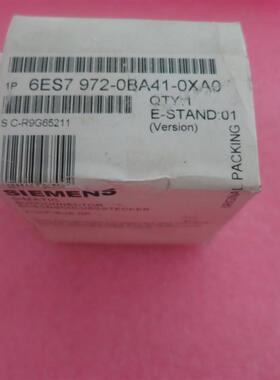 1P 6ES7 972-0BA41-0XA0
QTY:1
S C-R9G65211
E-STAND:01
(Version)
SIEMENS
ORIGINAL PACKING